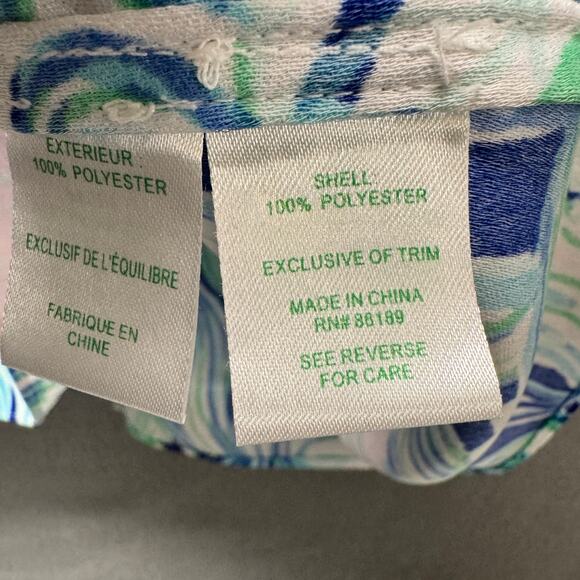 EXTERIEUR :
100% POLYESTER
EXCLUSIF DE L'ÉQUILIBRE
FABRIQUE EN
CHINE
SHELL
100% POLYESTER
EXCLUSIVE OF TRIM
MADE IN CHINA
RN# 86189
SEE REVERSE
FOR CARE